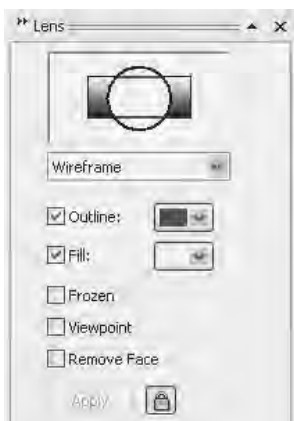 Lens
Wireframe
Outline:
Fill:
Frozen
Viewpoint
Remove Face
Apply